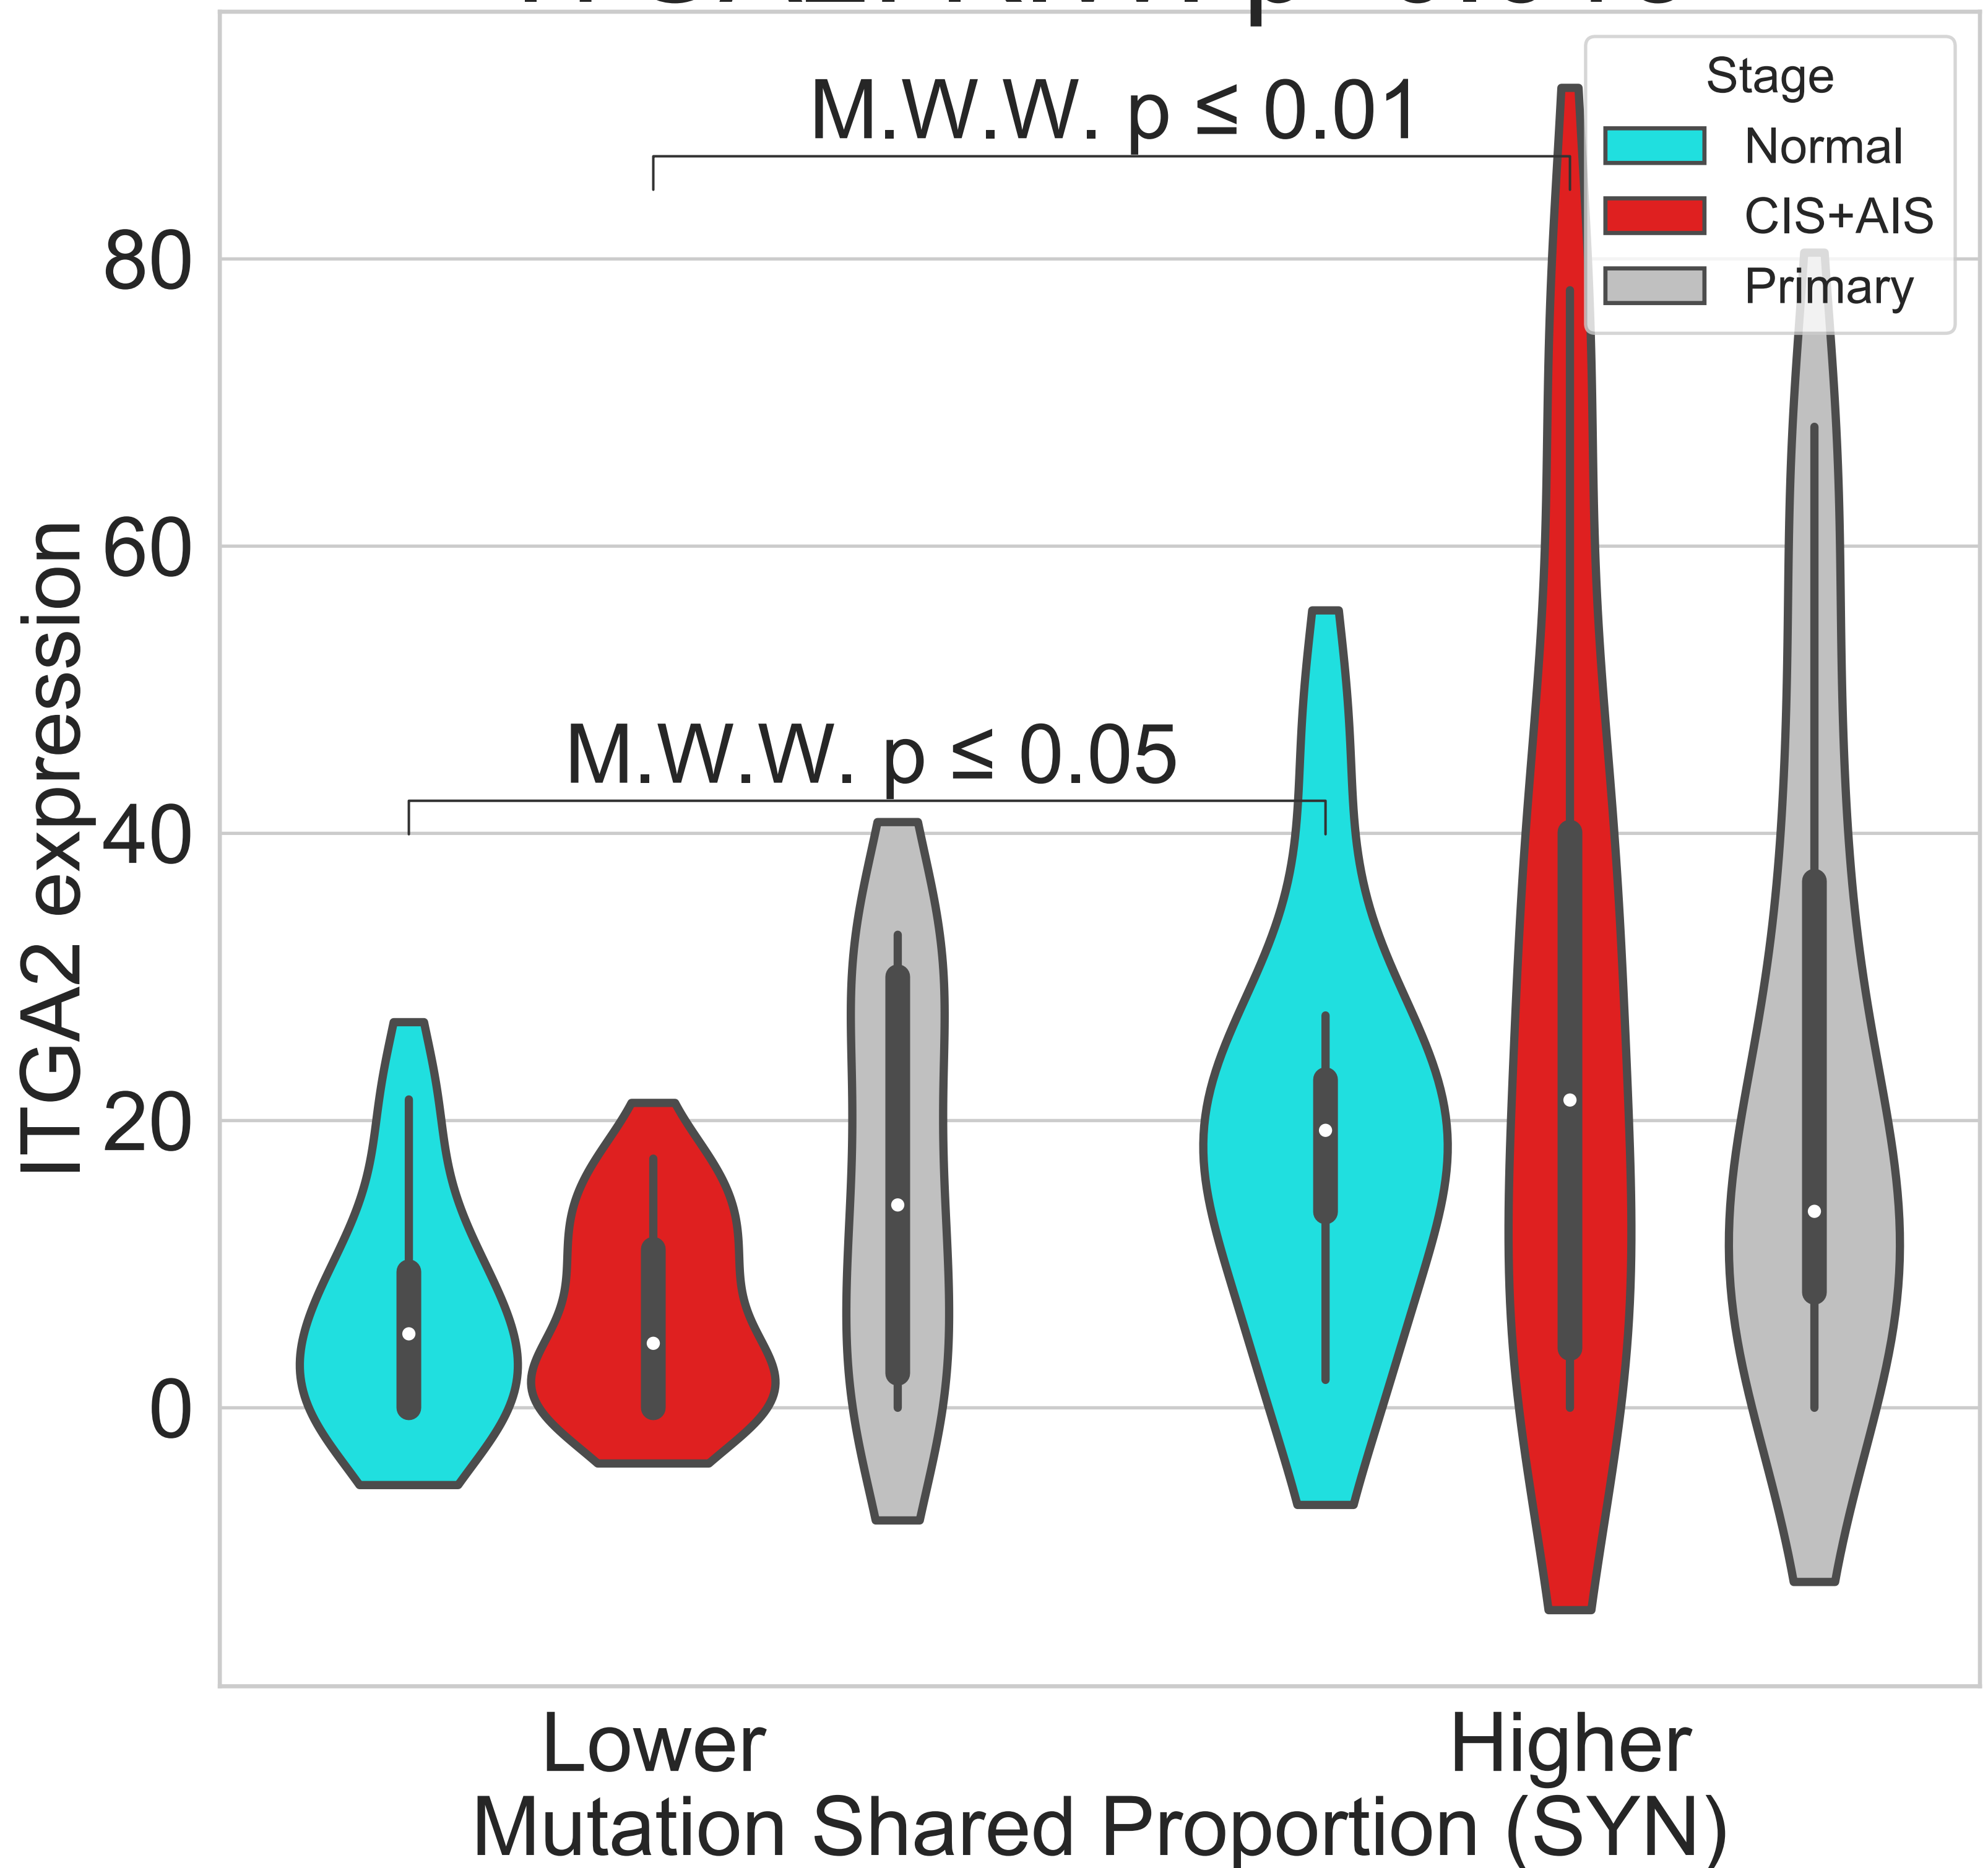 M.W.W. p ≤ 0.01
Stage
Normal
CIS+AIS
Primary
M.W.W. p ≤ 0.05
80
60
40
20
0
ITGA2 expression
Lower
Higher
Mutation Shared Proportion (SYN)